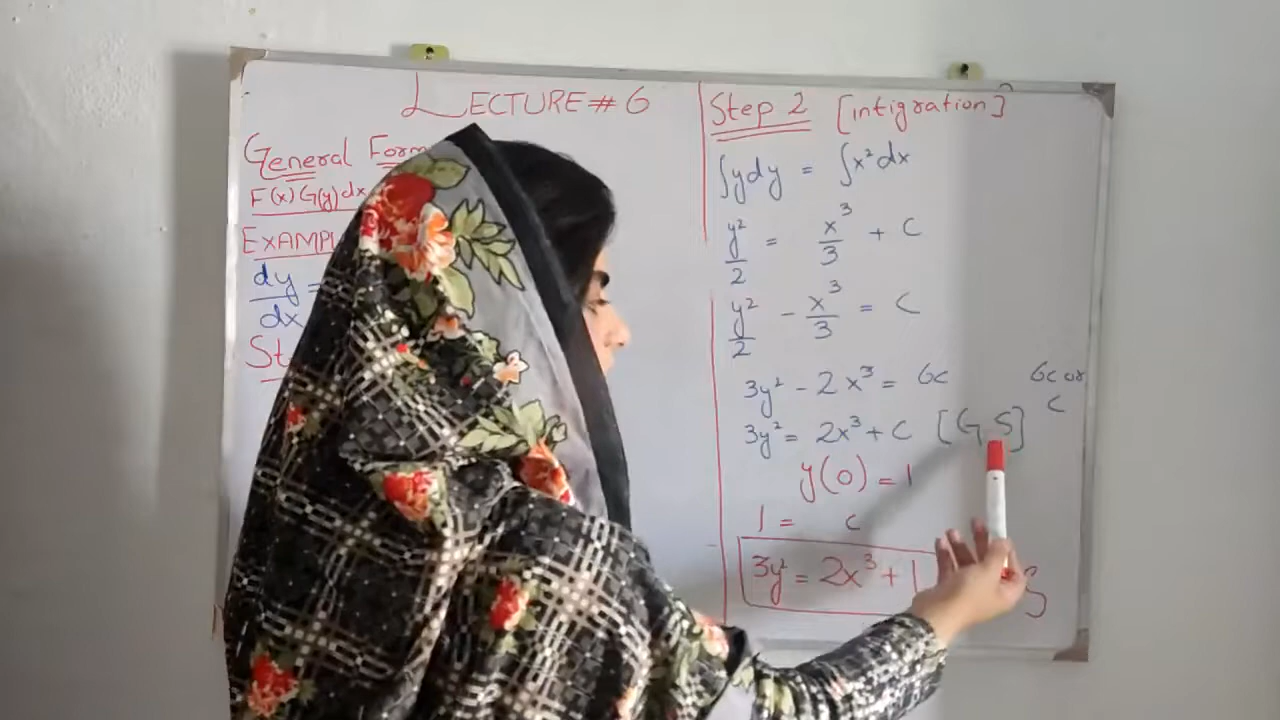 LECTURE # 6
General Form
F(x) G(y) dx
EXAMPL
dy/dx =
St
Step 2 [intigration]
∫y dy = ∫x² dx
y²/2 = x³/3 + C
y²/2 - x³/3 = C
3y² - 2x³ = 6c
6c or
c
3y² = 2x³ + C [G S]
y(0) = 1
1 = c
3y² = 2x³ + 1